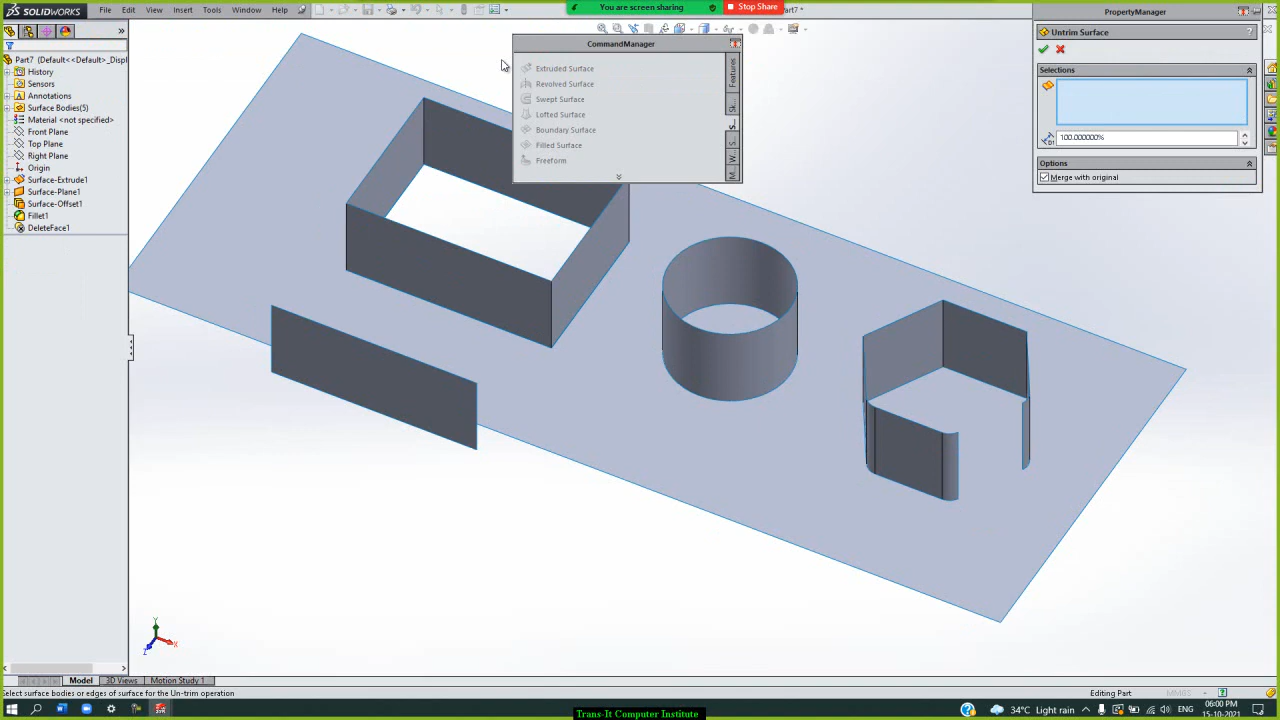 SOLIDWORKS
File Edit View Insert Tools Window Help
You are screen sharing
Stop Share
Part7 *
PropertyManager
Part7 (Default<<Default>_Displ
History
Sensors
Annotations
Surface Bodies(5)
Material <not specified>
Front Plane
Top Plane
Right Plane
Origin
Surface-Extrude1
Surface-Plane1
Surface-Offset1
Fillet1
DeleteFace1
CommandManager
Extruded Surface
Revolved Surface
Swept Surface
Lofted Surface
Boundary Surface
Filled Surface
Freeform
Features
Sk...
S...
S...
W...
M...
Untrim Surface
Selections
100.000000%
Options
Merge with original
Y
X
Z
Model 3D Views Motion Study 1
Select surface bodies or edges of surface for the Un-trim operation
Editing Part
MMGS
34°C Light rain
ENG
06:00 PM
15-10-2021
Trans-It Computer Institute